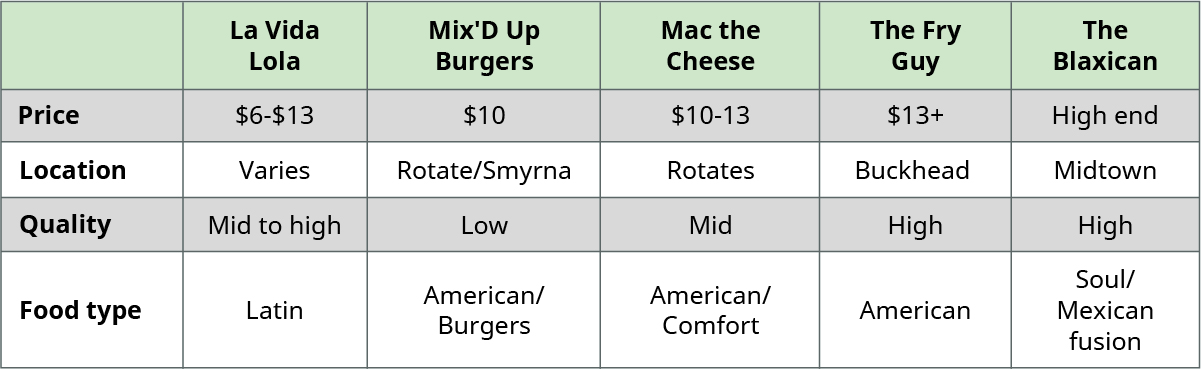 La Vida
Lola
Mix'D Up
Burgers
Mac the
Cheese
The Fry
Guy
The
Blaxican
Price
$6-$13
$10
$10-13
$13+
High end
Location
Varies
Rotate/Smyrna
Rotates
Buckhead
Midtown
Quality
Mid to high
Low
Mid
High
High
Food type
Latin
American/
Burgers
American/
Comfort
American
Soul/
Mexican
fusion